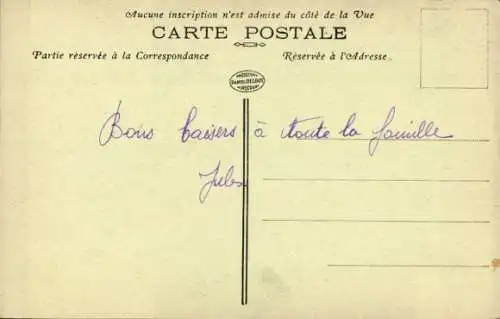 Aucune inscription n'est admise du côté de la Vue
CARTE POSTALE
Partie réservée à la Correspondance
Réservée à l'Adresse.
Bons baisers à toute la famille
Jules